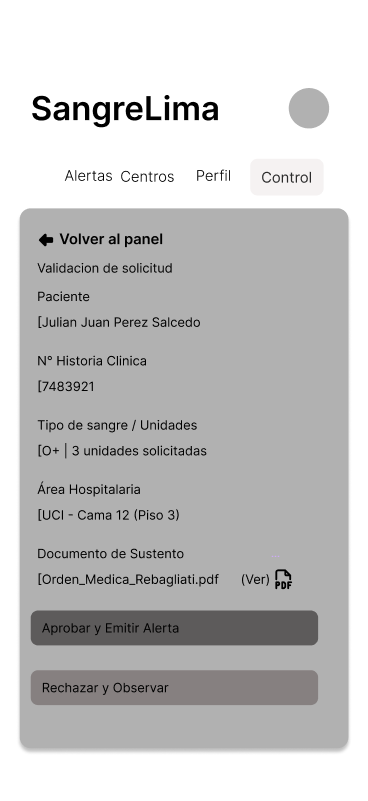 SangreLima
Alertas Centros Perfil Control
Volver al panel
Validacion de solicitud
Paciente
[Julian Juan Perez Salcedo
N° Historia Clinica
[7483921
Tipo de sangre / Unidades
[O+ | 3 unidades solicitadas
Área Hospitalaria
[UCI - Cama 12 (Piso 3)
Documento de Sustento
[Orden_Medica_Rebagliati.pdf (Ver) PDF
Aprobar y Emitir Alerta
Rechazar y Observar